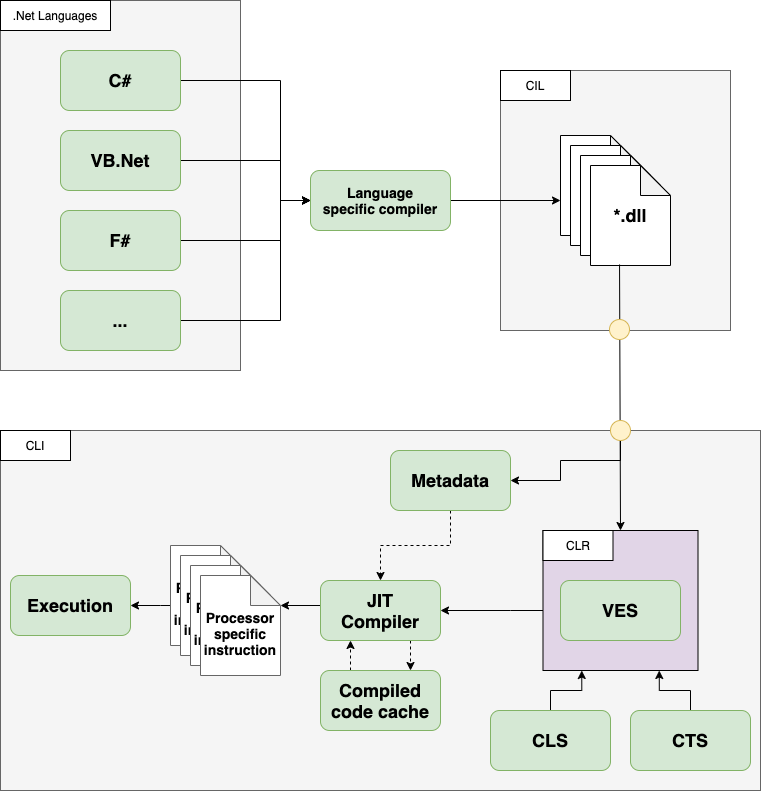 .Net Languages
C#
VB.Net
F#
...
Language
specific compiler
CIL
*.dll
CLI
Metadata
CLR
VES
JIT
Compiler
Processor
specific
instruction
Execution
Compiled
code cache
CLS
CTS